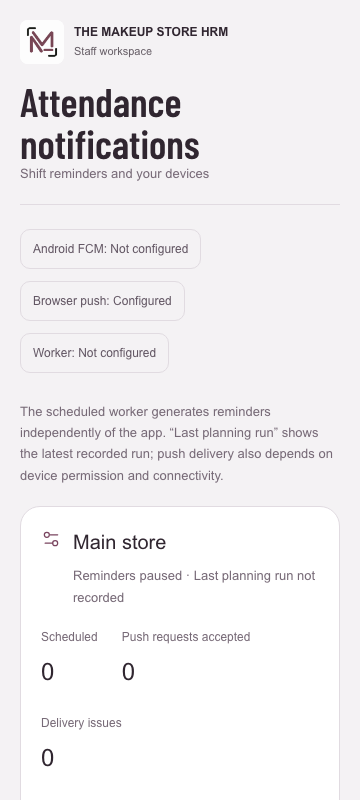 THE MAKEUP STORE HRM
Staff workspace
Attendance
notifications
Shift reminders and your devices
Android FCM: Not configured
Browser push: Configured
Worker: Not configured
The scheduled worker generates reminders
independently of the app. “Last planning run” shows
the latest recorded run; push delivery also depends on
device permission and connectivity.
Main store
Reminders paused · Last planning run not
recorded
Scheduled
Push requests accepted
0
0
Delivery issues
0